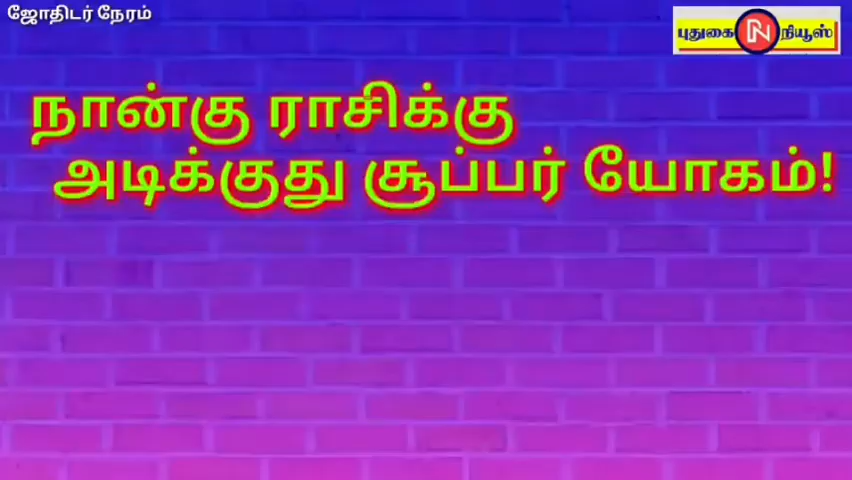 ஜோதிடர் நேரம்
புதுகை நியூஸ்
நான்கு ராசிக்கு
அடிக்குது சூப்பர் யோகம்!